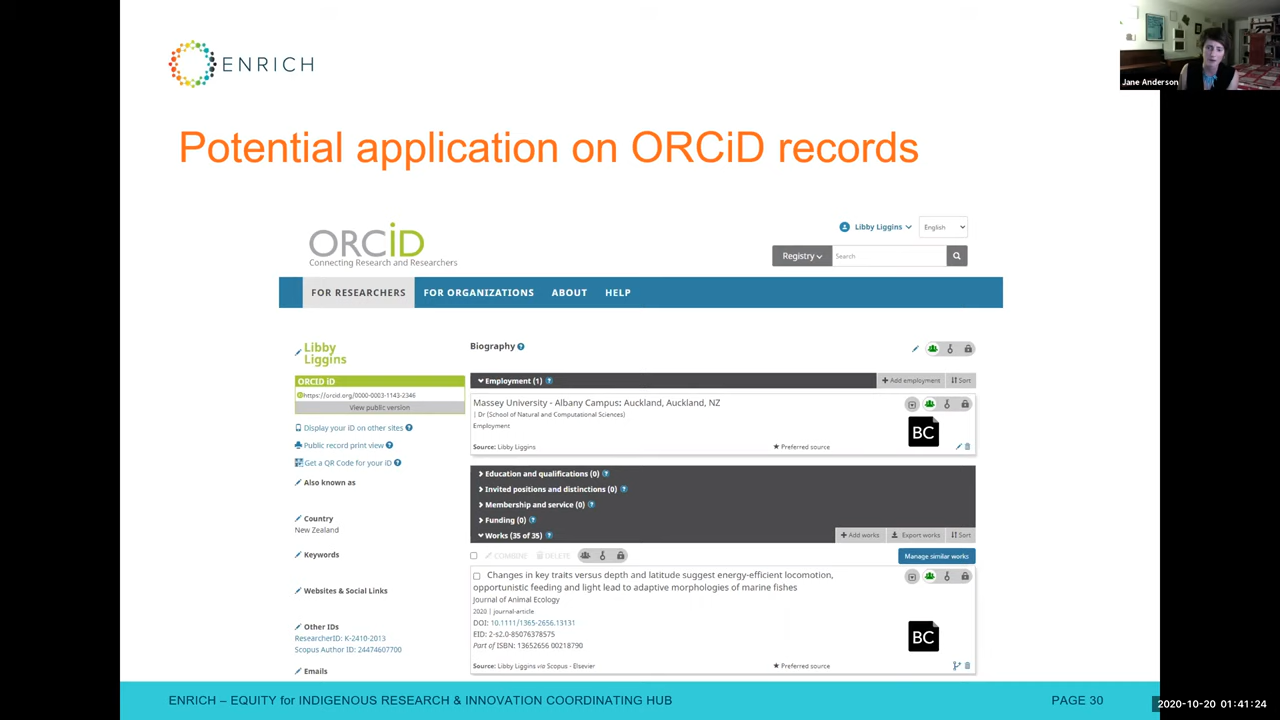 ENRICH
Jane Anderson
Potential application on ORCiD records
ORCiD
Connecting Research and Researchers
Libby Liggins
English
Registry
Search
FOR RESEARCHERS
FOR ORGANIZATIONS
ABOUT
HELP
Libby
Liggins
ORCID iD
iD https://orcid.org/0000-0003-1143-2346
View public version
Display your iD on other sites ?
Public record print view ?
Get a QR Code for your iD ?
Also known as
Country
New Zealand
Keywords
Websites & Social Links
Other IDs
ResearcherID: K-2410-2013
Scopus Author ID: 24474607700
Emails
Biography ?
Employment (1) ?
Add employment
Sort
Massey University - Albany Campus: Auckland, Auckland, NZ
| Dr (School of Natural and Computational Sciences)
Employment
BC
Source: Libby Liggins
★ Preferred source
Education and qualifications (0) ?
Invited positions and distinctions (0) ?
Membership and service (0) ?
Funding (0) ?
Works (35 of 35) ?
Add works
Export works
Sort
COMBINE
DELETE
Manage similar works
Changes in key traits versus depth and latitude suggest energy-efficient locomotion,
opportunistic feeding and light lead to adaptive morphologies of marine fishes
Journal of Animal Ecology
2020 | journal-article
DOI: 10.1111/1365-2656.13131
EID: 2-s2.0-85076378575
Part of ISBN: 13652656 00218790
BC
Source: Libby Liggins via Scopus - Elsevier
★ Preferred source
ENRICH – EQUITY for INDIGENOUS RESEARCH & INNOVATION COORDINATING HUB
PAGE 30
2020-10-20 01:41:24